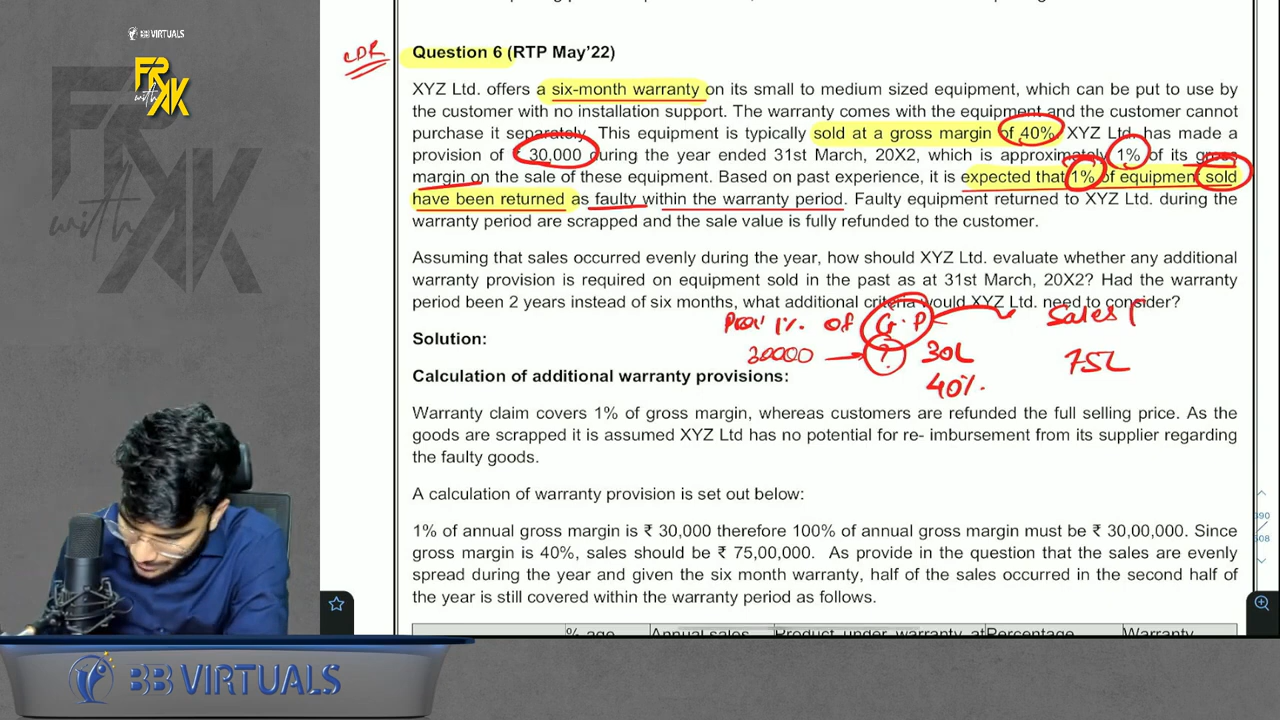 BB VIRTUALS
FR
with AK
CDR
Question 6 (RTP May'22)
XYZ Ltd. offers a six-month warranty on its small to medium sized equipment, which can be put to use by
the customer with no installation support. The warranty comes with the equipment and the customer cannot
purchase it separately. This equipment is typically sold at a gross margin of 40%. XYZ Ltd. has made a
provision of ₹ 30,000 during the year ended 31st March, 20X2, which is approximately 1% of its gross
margin on the sale of these equipment. Based on past experience, it is expected that 1% of equipment sold
have been returned as faulty within the warranty period. Faulty equipment returned to XYZ Ltd. during the
warranty period are scrapped and the sale value is fully refunded to the customer.
Assuming that sales occurred evenly during the year, how should XYZ Ltd. evaluate whether any additional
warranty provision is required on equipment sold in the past as at 31st March, 20X2? Had the warranty
period been 2 years instead of six months, what additional criteria would XYZ Ltd. need to consider?
Prov 1% of G.P Sales
Solution:
30000 ? 30L 75L
Calculation of additional warranty provisions:
40%
Warranty claim covers 1% of gross margin, whereas customers are refunded the full selling price. As the
goods are scrapped it is assumed XYZ Ltd has no potential for re- imbursement from its supplier regarding
the faulty goods.
A calculation of warranty provision is set out below:
1% of annual gross margin is ₹ 30,000 therefore 100% of annual gross margin must be ₹ 30,00,000. Since
gross margin is 40%, sales should be ₹ 75,00,000. As provide in the question that the sales are evenly
spread during the year and given the six month warranty, half of the sales occurred in the second half of
the year is still covered within the warranty period as follows.
% age Annual sales Product under warranty at Percentage Warranty
BB VIRTUALS